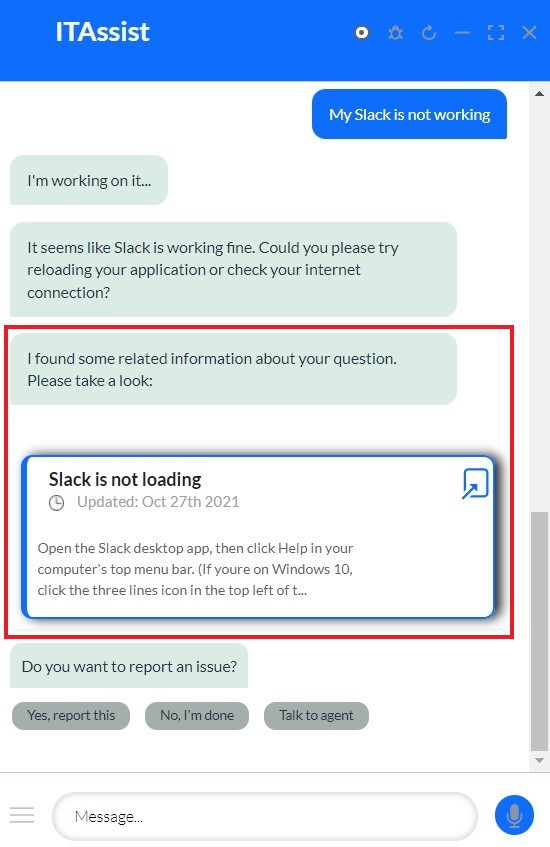 ITAssist
My Slack is not working
I'm working on it...
It seems like Slack is working fine. Could you please try
reloading your application or check your internet
connection?
I found some related information about your question.
Please take a look:
Slack is not loading
Updated: Oct 27th 2021
Open the Slack desktop app, then click Help in your
computer's top menu bar. (If youre on Windows 10,
click the three lines icon in the top left of t...
Do you want to report an issue?
Yes, report this
No, I'm done
Talk to agent
Message...